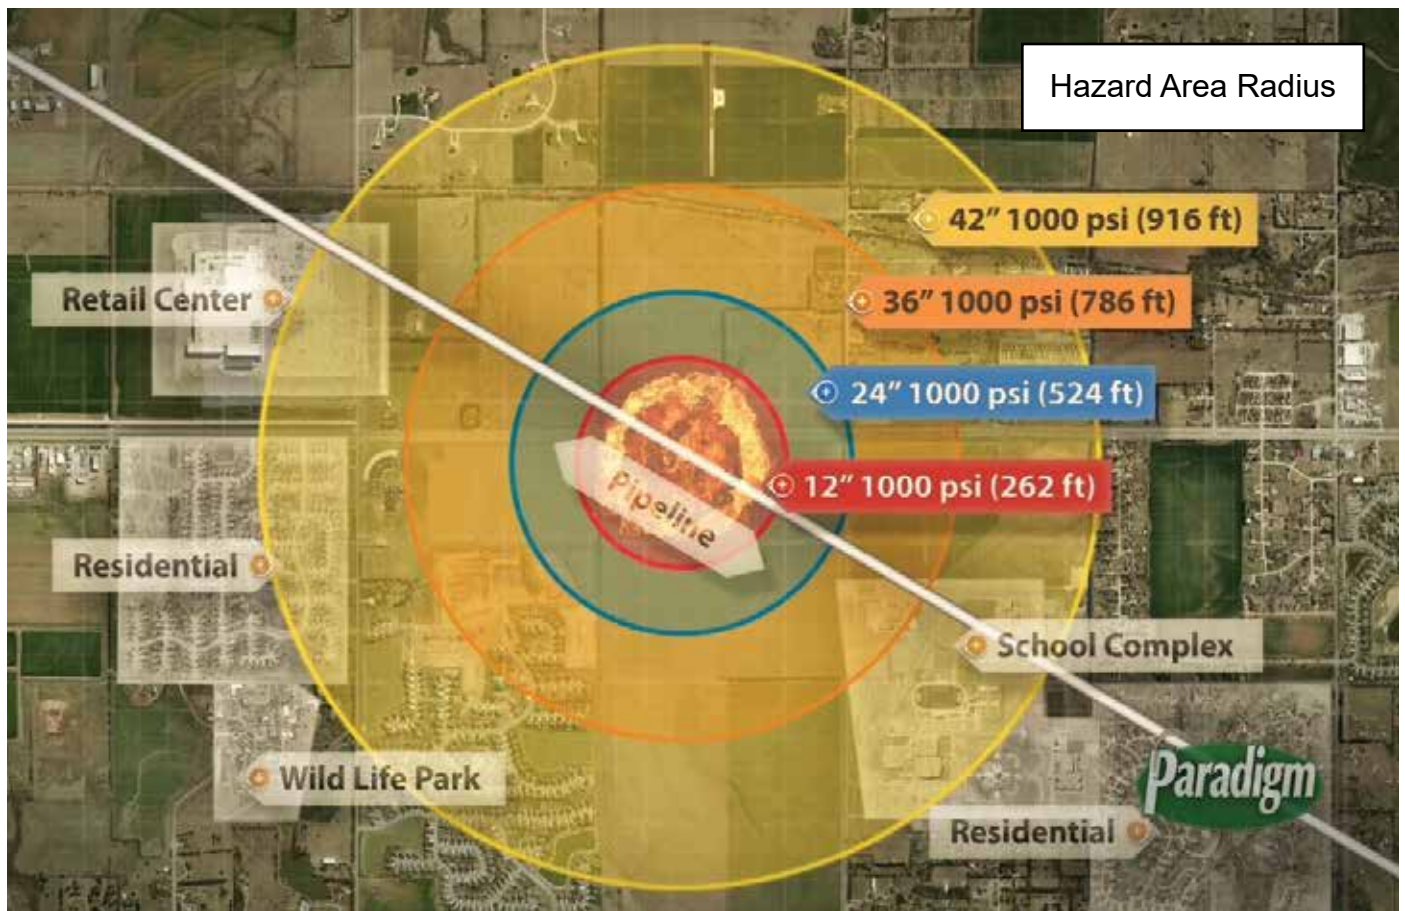 Hazard Area Radius
42” 1000 psi (916 ft)
Retail Center
36” 1000 psi (786 ft)
24” 1000 psi (524 ft)
12” 1000 psi (262 ft)
Pipeline
Residential
School Complex
Wild Life Park
Paradigm
Residential